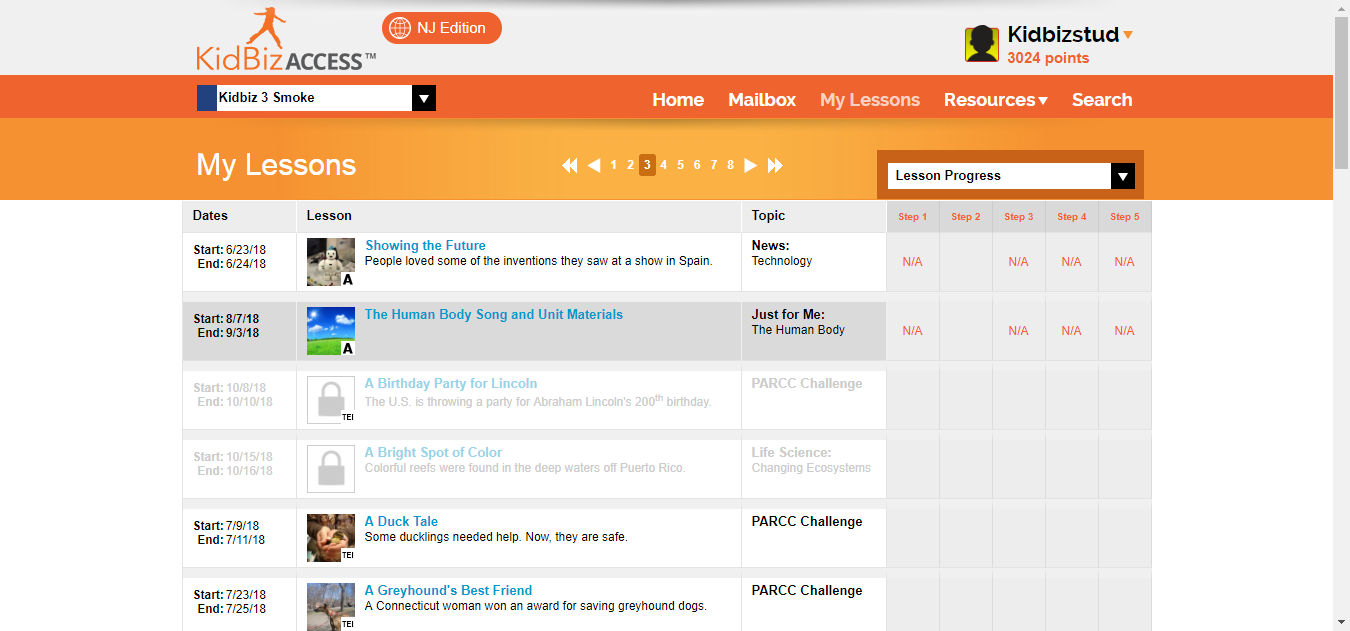 KidBizACCESS™
NJ Edition
Kidbizstud
3024 points
Kidbiz 3 Smoke
Home Mailbox My Lessons Resources Search
My Lessons
1 2 3 4 5 6 7 8
Lesson Progress
Dates Lesson Topic Step 1 Step 2 Step 3 Step 4 Step 5
Start: 6/23/18
End: 6/24/18
A
Showing the Future
People loved some of the inventions they saw at a show in Spain.
News:
Technology
N/A N/A N/A N/A
Start: 8/7/18
End: 9/3/18
A
The Human Body Song and Unit Materials
Just for Me:
The Human Body
N/A N/A N/A N/A
Start: 10/8/18
End: 10/10/18
TEI
A Birthday Party for Lincoln
The U.S. is throwing a party for Abraham Lincoln's 200th birthday.
PARCC Challenge
Start: 10/15/18
End: 10/16/18
A Bright Spot of Color
Colorful reefs were found in the deep waters off Puerto Rico.
Life Science:
Changing Ecosystems
Start: 7/9/18
End: 7/11/18
TEI
A Duck Tale
Some ducklings needed help. Now, they are safe.
PARCC Challenge
Start: 7/23/18
End: 7/25/18
TEI
A Greyhound's Best Friend
A Connecticut woman won an award for saving greyhound dogs.
PARCC Challenge